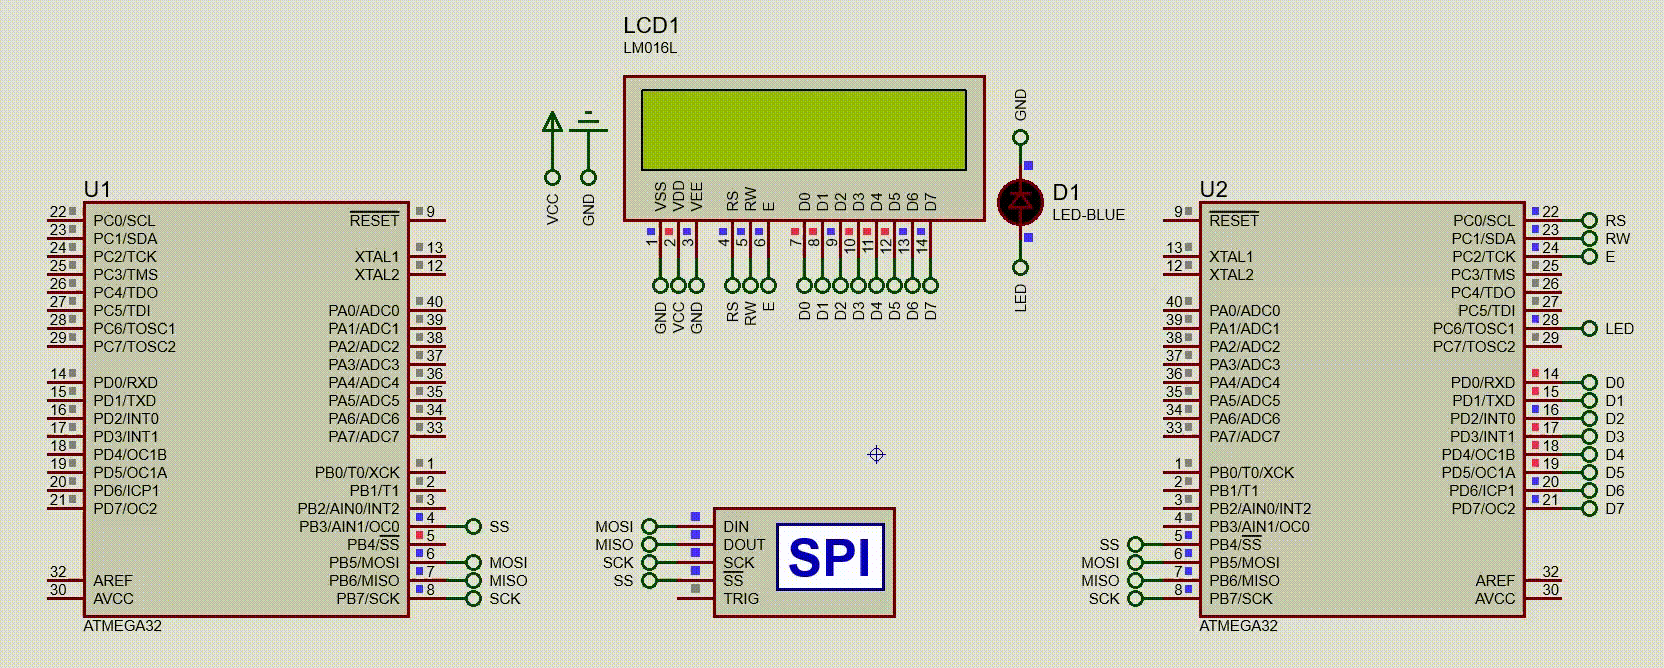 LCD1
LM016L
VSS VDD VEE RS RW E D0 D1 D2 D3 D4 D5 D6 D7
1 2 3 4 5 6 7 8 9 10 11 12 13 14
GND VCC GND RS RW E D0 D1 D2 D3 D4 D5 D6 D7
VCC GND
GND
D1
LED-BLUE
LED
U1
22 PC0/SCL RESET 9
23 PC1/SDA
24 PC2/TCK XTAL1 13
25 PC3/TMS XTAL2 12
26 PC4/TDO
27 PC5/TDI PA0/ADC0 40
28 PC6/TOSC1 PA1/ADC1 39
29 PC7/TOSC2 PA2/ADC2 38
PA3/ADC3 37
14 PD0/RXD PA4/ADC4 36
15 PD1/TXD PA5/ADC5 35
16 PD2/INT0 PA6/ADC6 34
17 PD3/INT1 PA7/ADC7 33
18 PD4/OC1B
19 PD5/OC1A PB0/T0/XCK 1
20 PD6/ICP1 PB1/T1 2
21 PD7/OC2 PB2/AIN0/INT2 3
PB3/AIN1/OC0 4 SS
PB4/SS 5
PB5/MOSI 6 MOSI
32 AREF PB6/MISO 7 MISO
30 AVCC PB7/SCK 8 SCK
ATMEGA32
MOSI DIN
MISO DOUT
SCK SCK
SS SS
TRIG
SPI
U2
9 RESET PC0/SCL 22 RS
PC1/SDA 23 RW
13 XTAL1 PC2/TCK 24 E
12 XTAL2 PC3/TMS 25
PC4/TDO 26
40 PA0/ADC0 PC5/TDI 27
39 PA1/ADC1 PC6/TOSC1 28 LED
38 PA2/ADC2 PC7/TOSC2 29
37 PA3/ADC3
36 PA4/ADC4 PD0/RXD 14 D0
35 PA5/ADC5 PD1/TXD 15 D1
34 PA6/ADC6 PD2/INT0 16 D2
33 PA7/ADC7 PD3/INT1 17 D3
PD4/OC1B 18 D4
1 PB0/T0/XCK PD5/OC1A 19 D5
2 PB1/T1 PD6/ICP1 20 D6
3 PB2/AIN0/INT2 PD7/OC2 21 D7
4 PB3/AIN1/OC0
SS 5 PB4/SS
MOSI 6 PB5/MOSI
MISO 7 PB6/MISO AREF 32
SCK 8 PB7/SCK AVCC 30
ATMEGA32